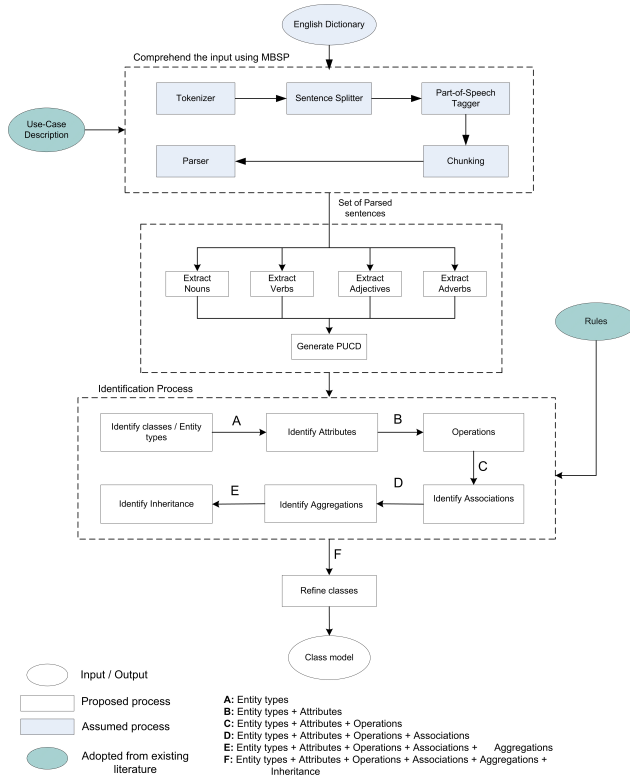 English Dictionary
Comprehend the input using MBSP
Tokenizer
Sentence Splitter
Part-of-Speech
Tagger
Use-Case
Description
Parser
Chunking
Set of Parsed
sentences
Extract
Nouns
Extract
Verbs
Extract
Adjectives
Extract
Adverbs
Generate PUCD
Rules
Identification Process
Identify classes / Entity
types
A
Identify Attributes
B
Operations
C
Identify Inheritance
E
Identify Aggregations
D
Identify Associations
F
Refine classes
Class model
Input / Output
Proposed process
Assumed process
Adopted from existing
literature
A: Entity types
B: Entity types + Attributes
C: Entity types + Attributes + Operations
D: Entity types + Attributes + Operations + Associations
E: Entity types + Attributes + Operations + Associations + Aggregations
F: Entity types + Attributes + Operations + Associations + Aggregations +
Inheritance